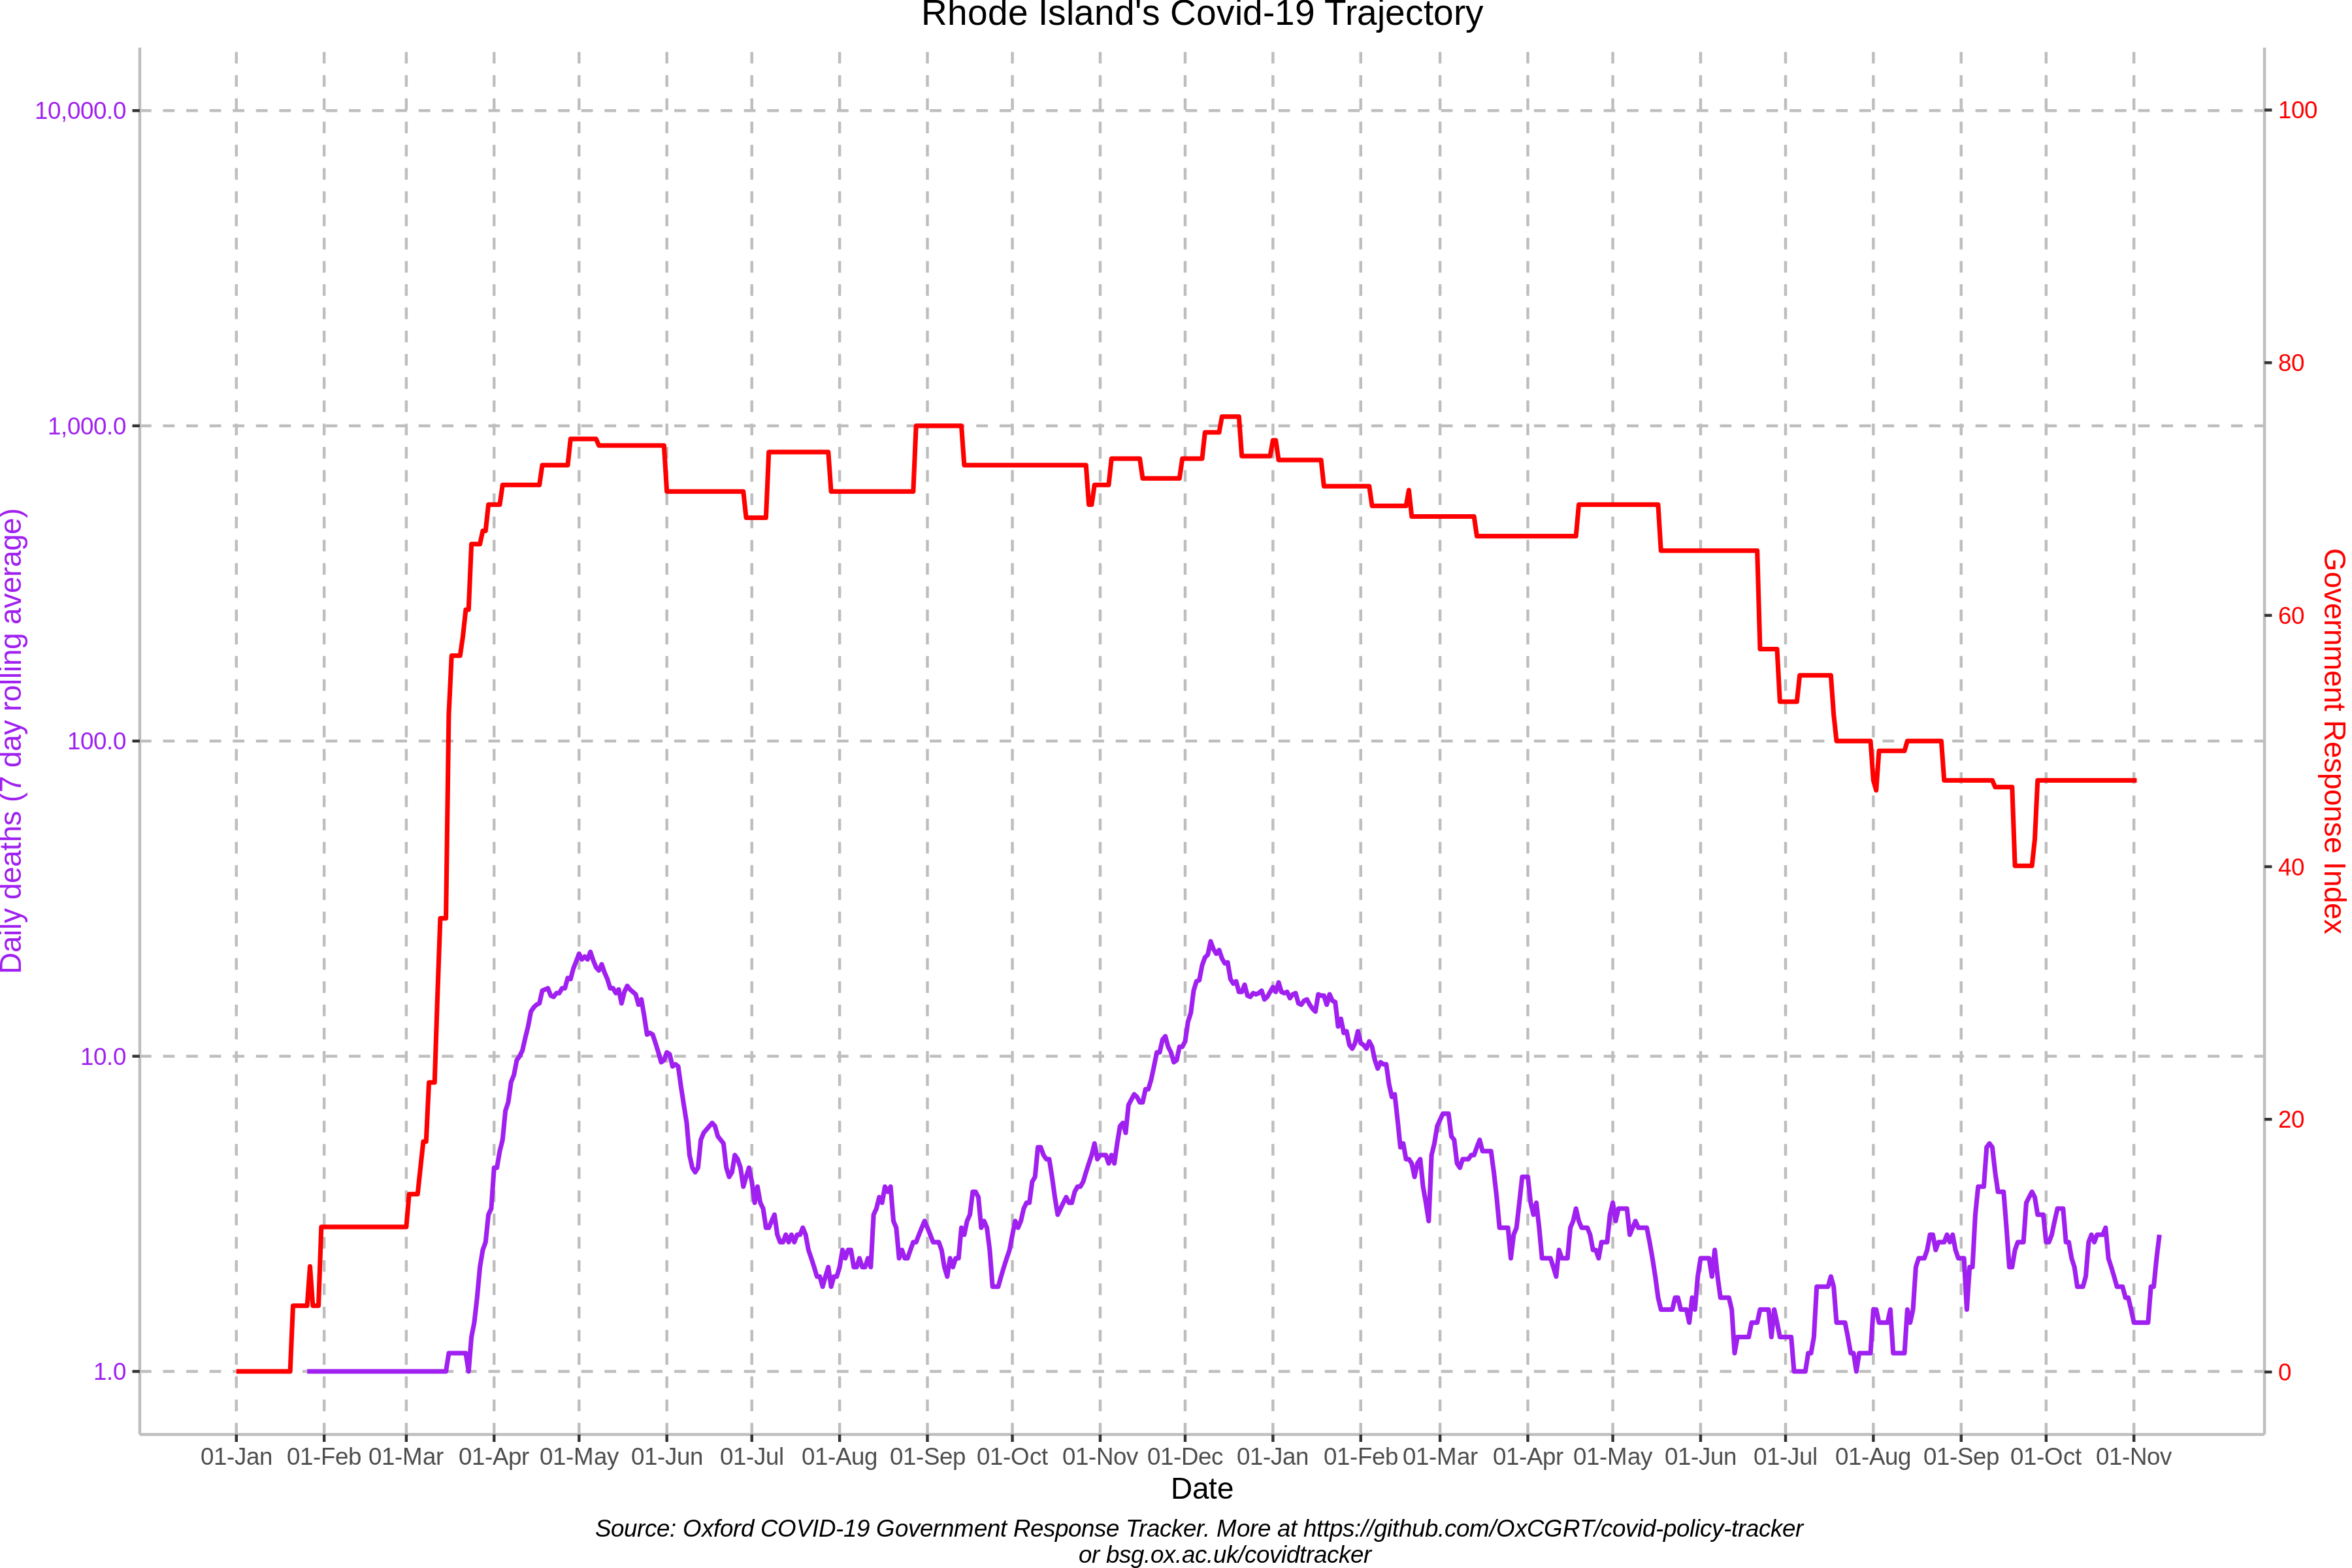 Rhode Island's Covid-19 Trajectory
10,000.0
1,000.0
100.0
10.0
1.0
Daily deaths (7 day rolling average)
100
80
60
40
20
0
Government Response Index
01-Jan 01-Feb 01-Mar 01-Apr 01-May 01-Jun 01-Jul 01-Aug 01-Sep 01-Oct 01-Nov 01-Dec 01-Jan 01-Feb 01-Mar 01-Apr 01-May 01-Jun 01-Jul 01-Aug 01-Sep 01-Oct 01-Nov
Date
Source: Oxford COVID-19 Government Response Tracker. More at https://github.com/OxCGRT/covid-policy-tracker
or bsg.ox.ac.uk/covidtracker